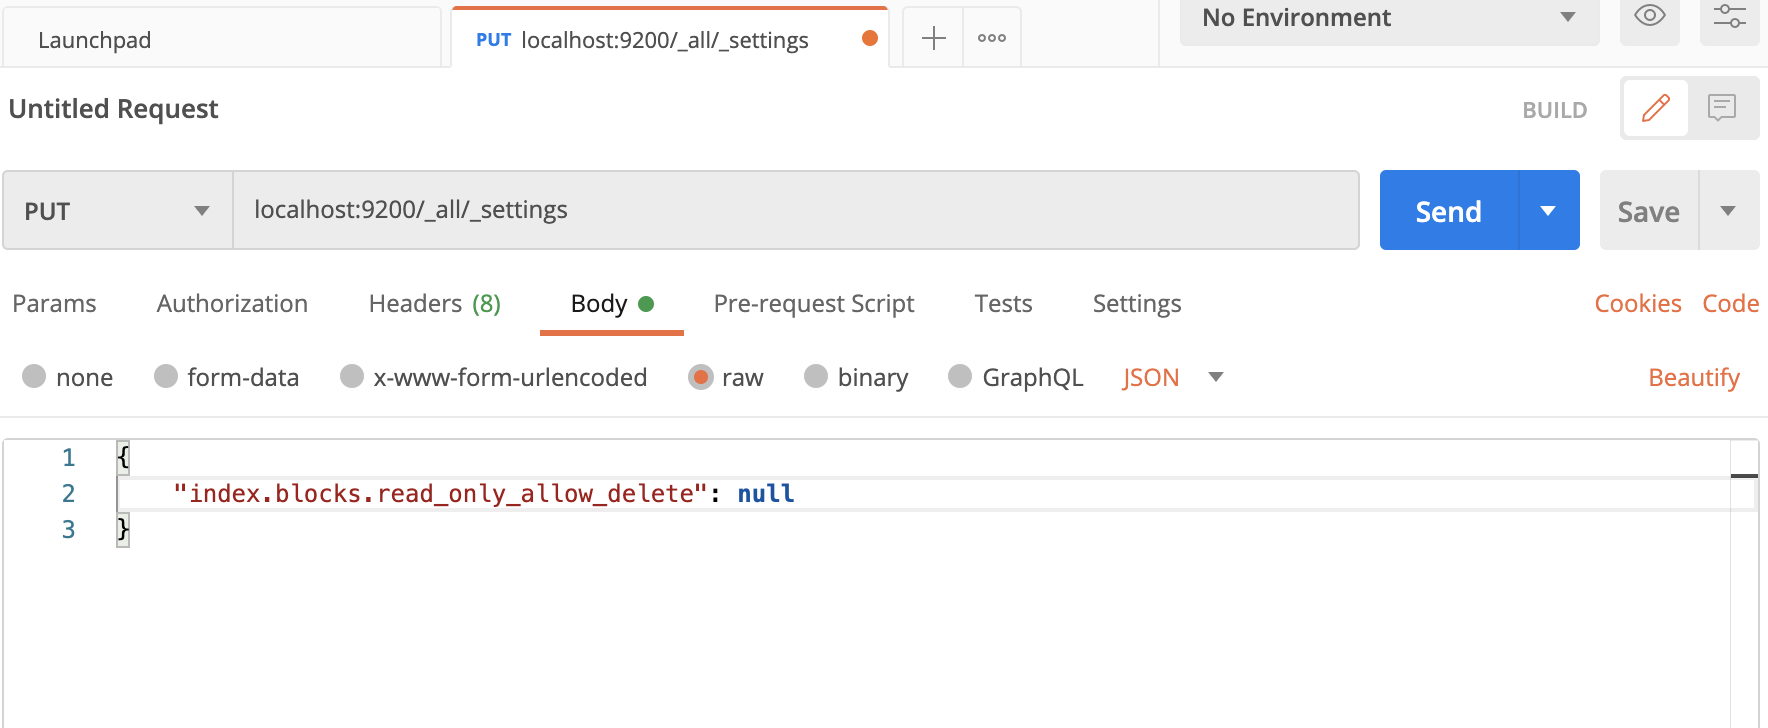 Launchpad
PUT localhost:9200/_all/_settings
No Environment
Untitled Request
BUILD
PUT
localhost:9200/_all/_settings
Send
Save
Params Authorization Headers (8) Body Pre-request Script Tests Settings Cookies Code
none form-data x-www-form-urlencoded raw binary GraphQL JSON Beautify
1 {
2 "index.blocks.read_only_allow_delete": null
3 }